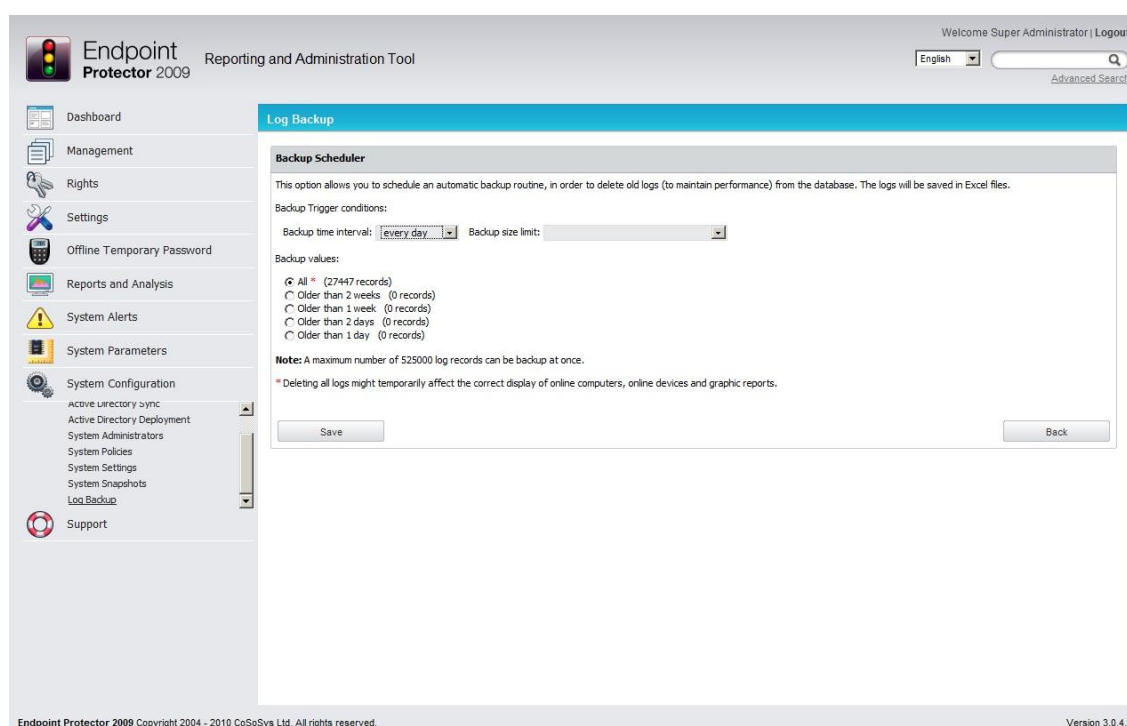 Welcome Super Administrator | Logout
Endpoint
Protector 2009
Reporting and Administration Tool
English
Advanced Search
Dashboard
Management
Rights
Settings
Offline Temporary Password
Reports and Analysis
System Alerts
System Parameters
System Configuration
Active Directory Sync
Active Directory Deployment
System Administrators
System Policies
System Settings
System Snapshots
Log Backup
Support
Log Backup
Backup Scheduler
This option allows you to schedule an automatic backup routine, in order to delete old logs (to maintain performance) from the database. The logs will be saved in Excel files.
Backup Trigger conditions:
Backup time interval: every day Backup size limit:
Backup values:
All * (27447 records)
Older than 2 weeks (0 records)
Older than 1 week (0 records)
Older than 2 days (0 records)
Older than 1 day (0 records)
Note: A maximum number of 525000 log records can be backup at once.
* Deleting all logs might temporarily affect the correct display of online computers, online devices and graphic reports.
Save Back
Endpoint Protector 2009 Copyright 2004 - 2010 CoSoSys Ltd. All rights reserved. Version 3.0.4.